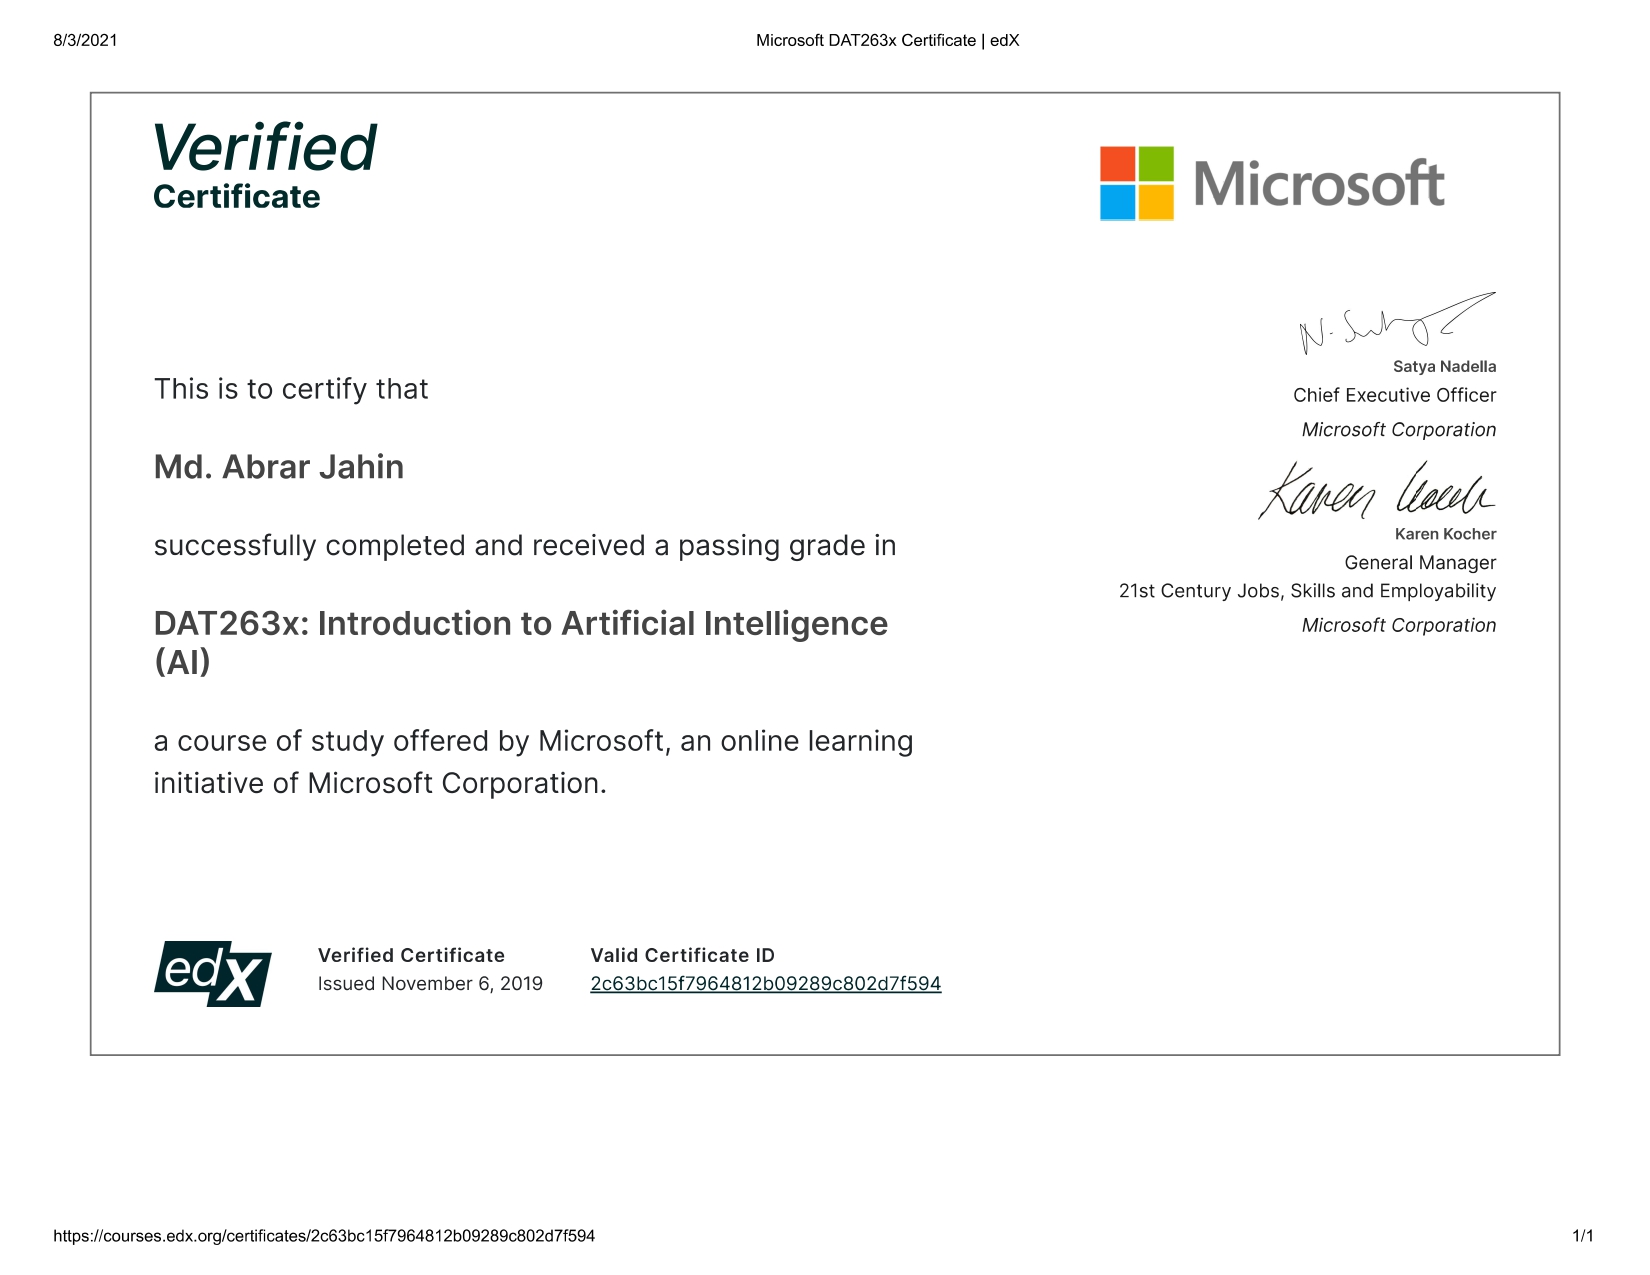 8/3/2021
Microsoft DAT263x Certificate | edX
Verified
Certificate
Microsoft
This is to certify that
Md. Abrar Jahin
successfully completed and received a passing grade in
DAT263x: Introduction to Artificial Intelligence
(AI)
a course of study offered by Microsoft, an online learning
initiative of Microsoft Corporation.
Satya Nadella
Chief Executive Officer
Microsoft Corporation
Karen Kocher
General Manager
21st Century Jobs, Skills and Employability
Microsoft Corporation
edX
Verified Certificate
Issued November 6, 2019
Valid Certificate ID
2c63bc15f7964812b09289c802d7f594
https://courses.edx.org/certificates/2c63bc15f7964812b09289c802d7f594
1/1